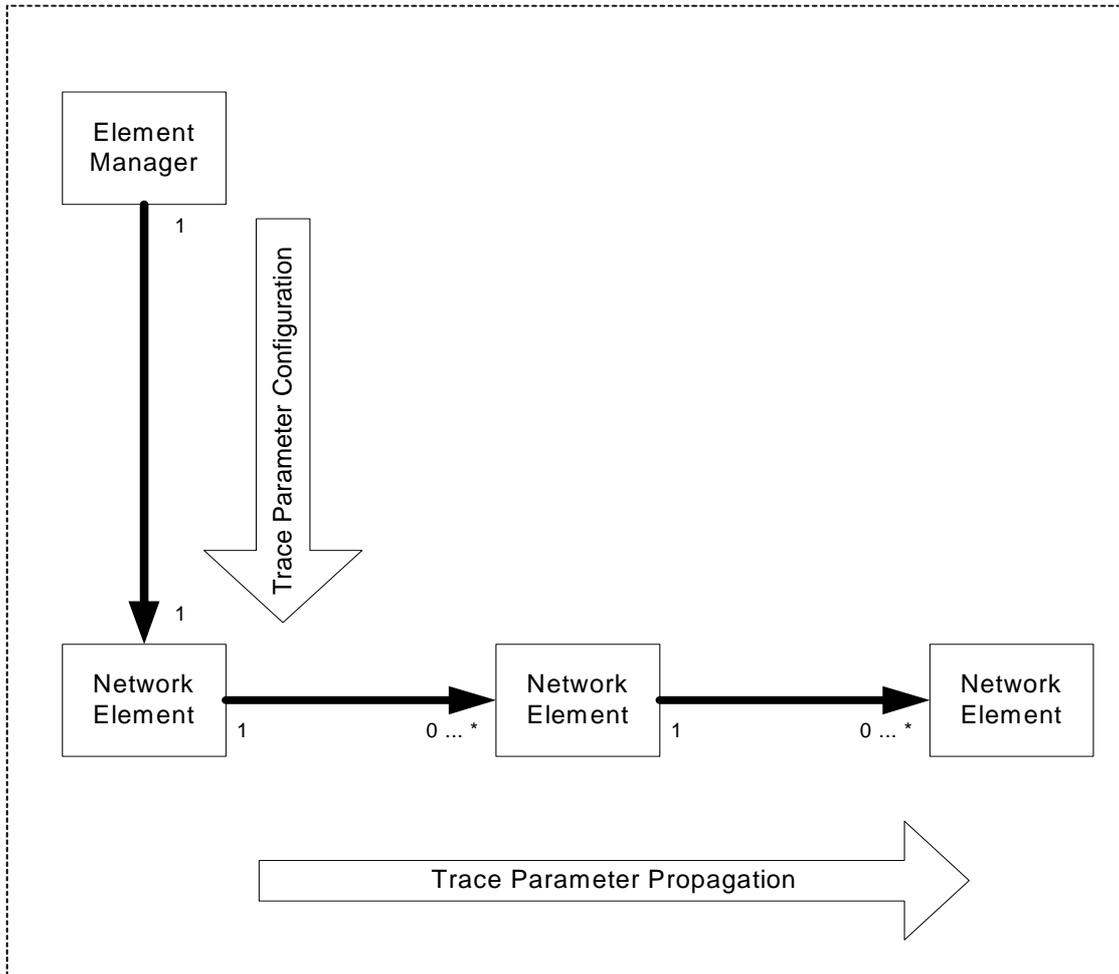 Element
Manager
1
Trace Parameter Configuration
1
Network
Element
Network
Element
Network
Element
1
0 ... *
1
0 ... *
Trace Parameter Propagation